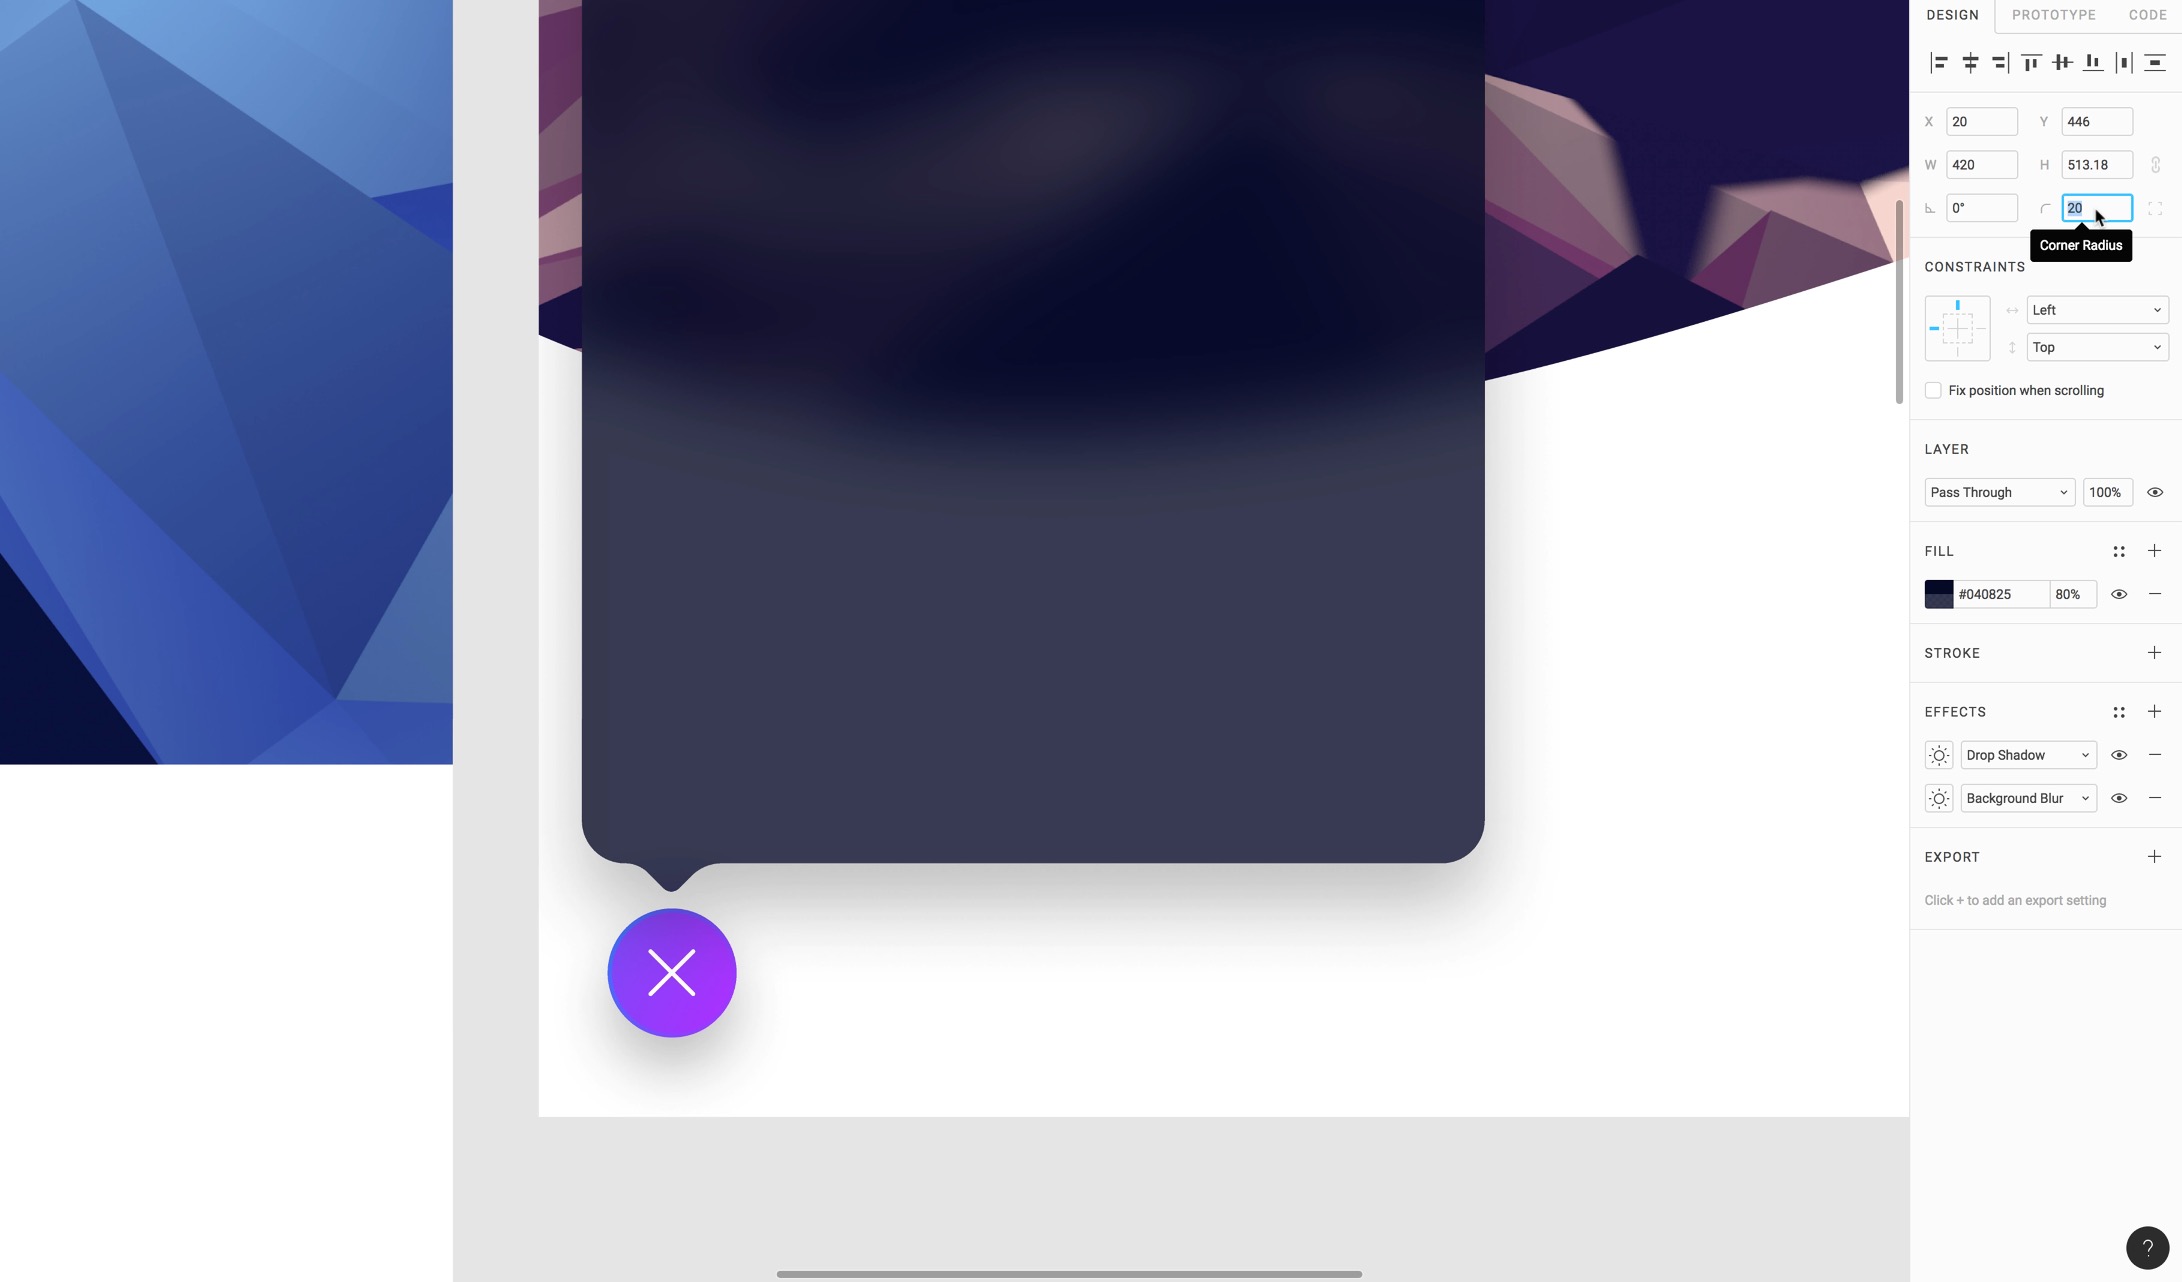 DESIGN PROTOTYPE CODE
X 20 Y 446
W 420 H 513.18
0° 20
Corner Radius
CONSTRAINTS
Left
Top
Fix position when scrolling
LAYER
Pass Through 100%
FILL
#040825 80%
STROKE
EFFECTS
Drop Shadow
Background Blur
EXPORT
Click + to add an export setting
?